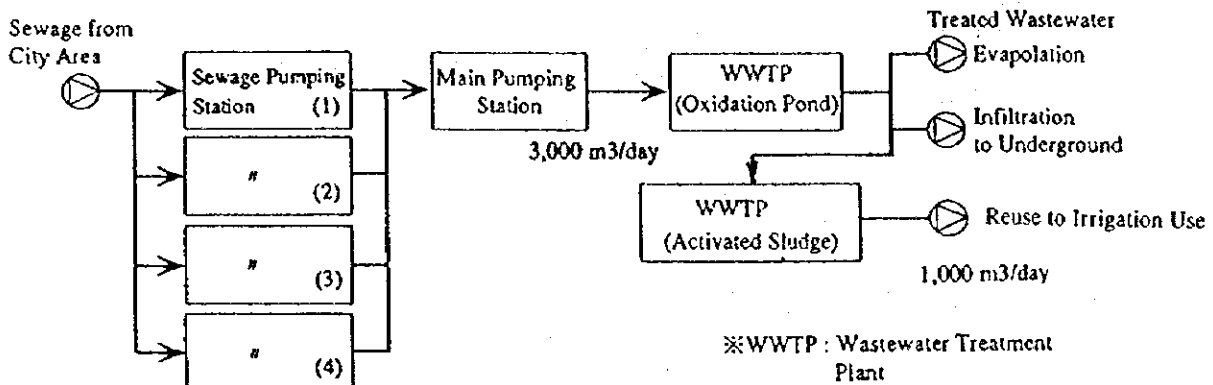 Sewage from
City Area
Sewage Pumping
Station (1)
〃 (2)
〃 (3)
〃 (4)
Main Pumping
Station
3,000 m3/day
WWTP
(Oxidation Pond)
WWTP
(Activated Sludge)
Treated Wastewater
Evapolation
Infiltration
to Underground
Reuse to Irrigation Use
1,000 m3/day
※WWTP : Wastewater Treatment
Plant